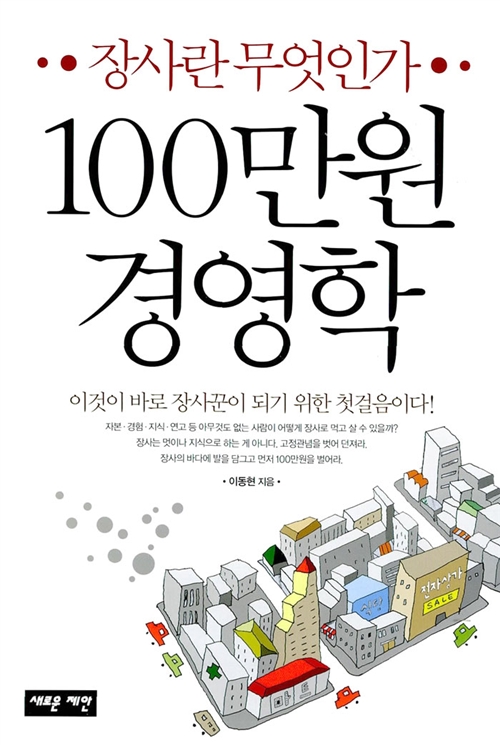 장사란 무엇인가
100만원
경영학
이것이 바로 장사꾼이 되기 위한 첫걸음이다!
자본·경험·지식·연고 등 아무것도 없는 사람이 어떻게 장사로 먹고 살 수 있을까?
장사는 멋이나 지식으로 하는 게 아니다. 고정관념을 벗어 던져라.
장사의 바다에 발을 담그고 먼저 100만원을 벌어라.
• 이동현 지음 •
전자상가
SALE
마트
새로운 제안